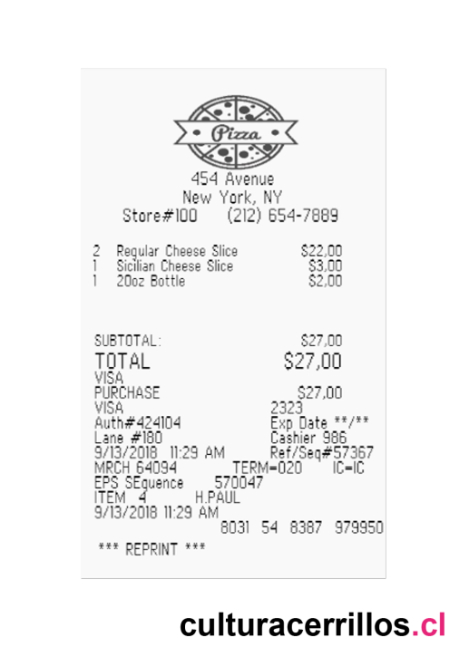 Pizza
454 Avenue
New York, NY
Store#100 (212) 654-7889
2 Regular Cheese Slice $22,00
1 Sicilian Cheese Slice $3,00
1 20oz Bottle $2,00
SUBTOTAL: $27,00
TOTAL $27,00
VISA
PURCHASE $27,00
VISA 2323
Auth#424104 Exp Date **/**
Lane #180 Cashier 986
9/13/2018 11:29 AM Ref/Seq#57367
MRCH 64094 TERM=020 IC=IC
EPS SEquence 570047
ITEM 4 H.PAUL
9/13/2018 11:29 AM
8031 54 8387 979950
*** REPRINT ***
culturacerrillos.cl